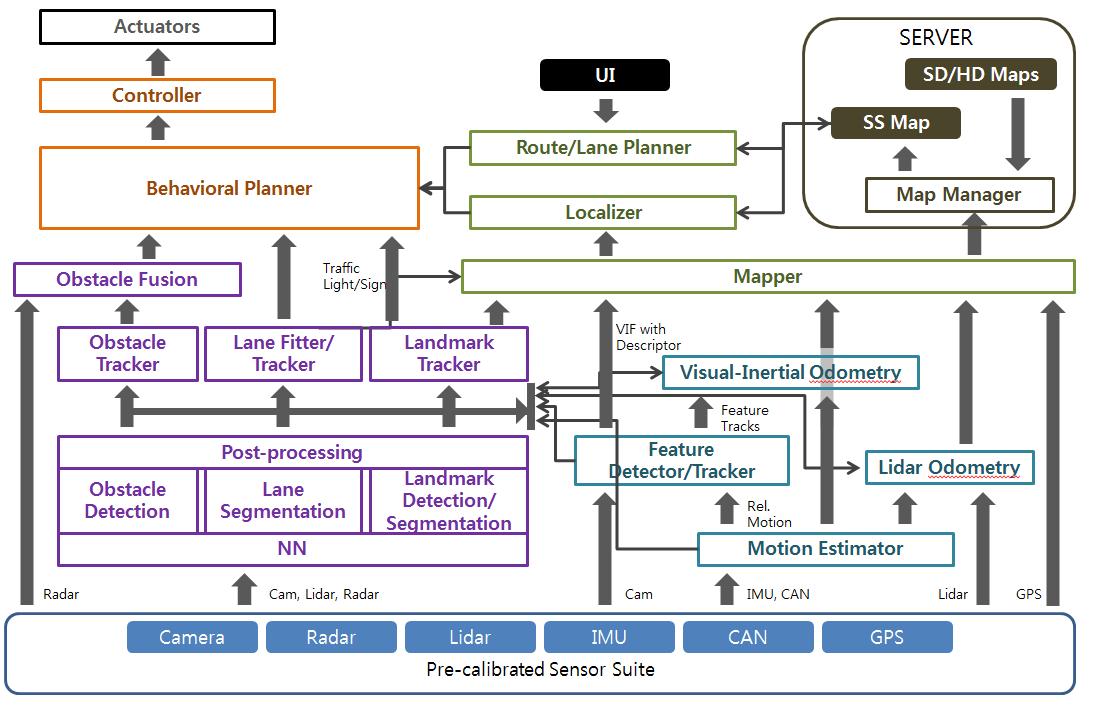 Actuators
Controller
Behavioral Planner
UI
Route/Lane Planner
Localizer
SERVER
SD/HD Maps
SS Map
Map Manager
Obstacle Fusion
Traffic
Light/Sign
Mapper
Obstacle
Tracker
Lane Fitter/
Tracker
Landmark
Tracker
VIF with
Descriptor
Visual-Inertial Odometry
Feature
Tracks
Post-processing
Obstacle
Detection
Lane
Segmentation
Landmark
Detection/
Segmentation
NN
Feature
Detector/Tracker
Lidar Odometry
Rel.
Motion
Motion Estimator
Radar
Cam, Lidar, Radar
Cam
IMU, CAN
Lidar
GPS
Camera
Radar
Lidar
IMU
CAN
GPS
Pre-calibrated Sensor Suite